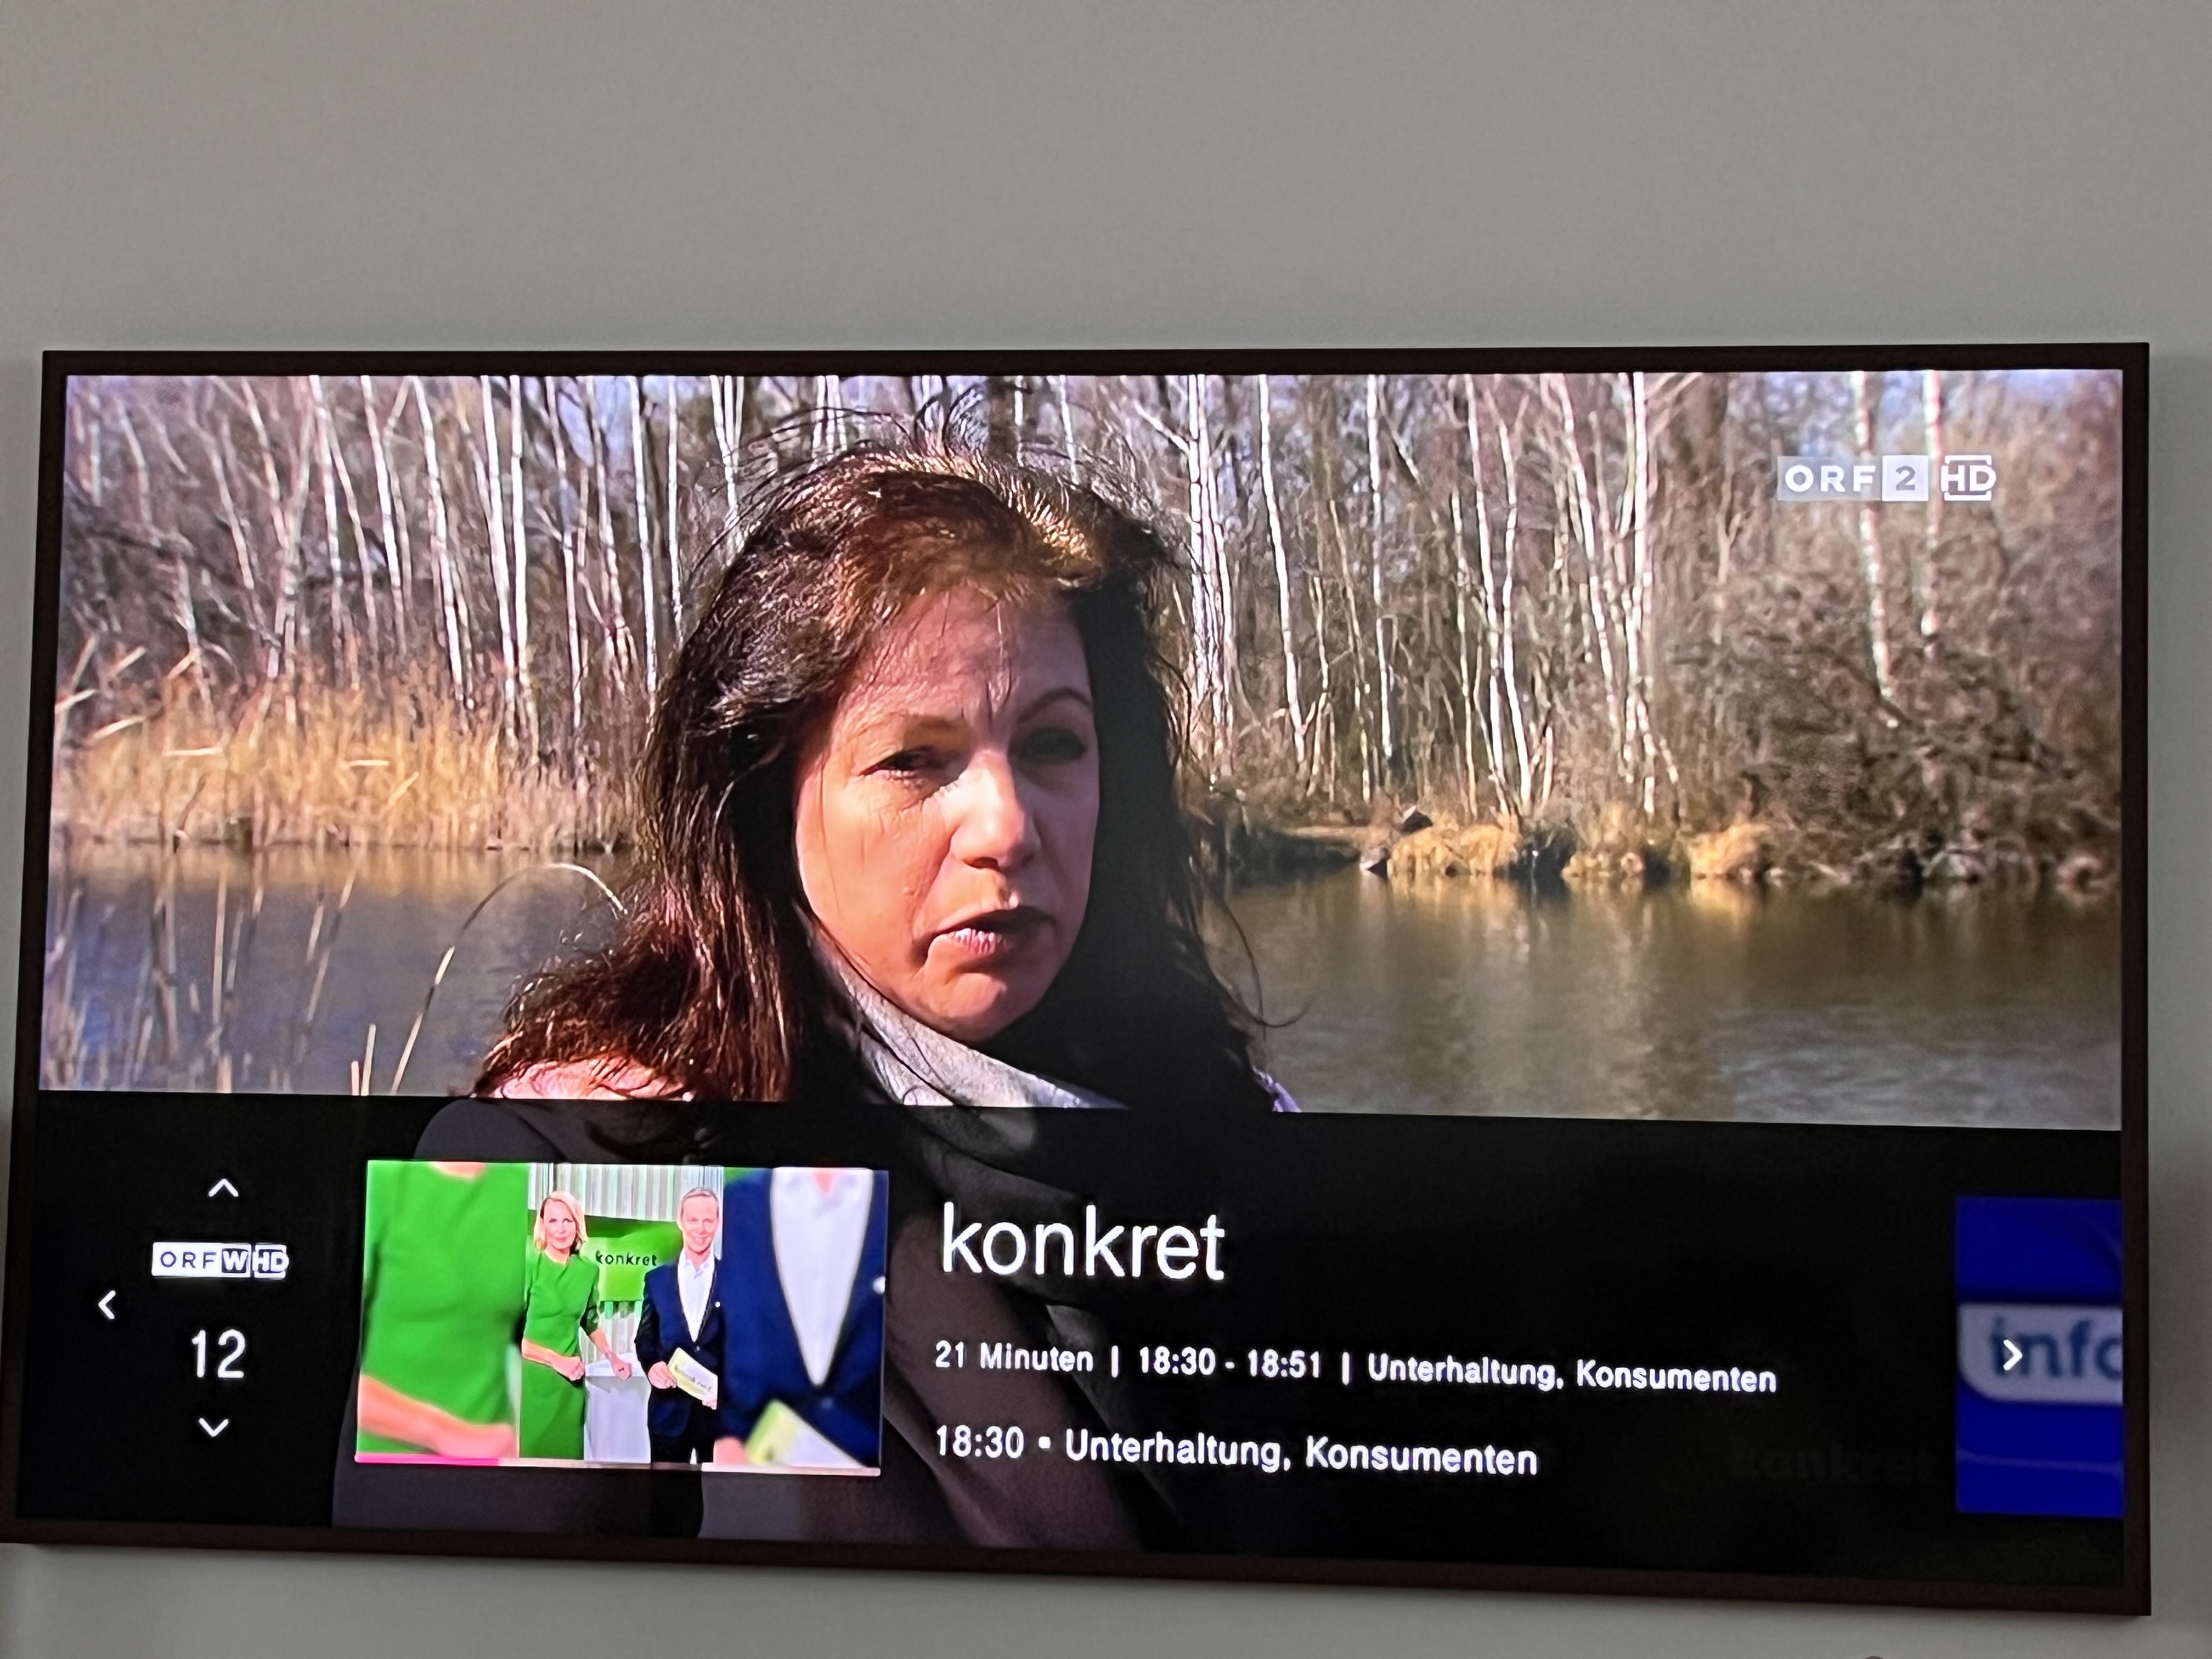 ORF 2 HD
ORF W HD
12
konkret
konkret
21 Minuten | 18:30 - 18:51 | Unterhaltung, Konsumenten
18:30 • Unterhaltung, Konsumenten
info